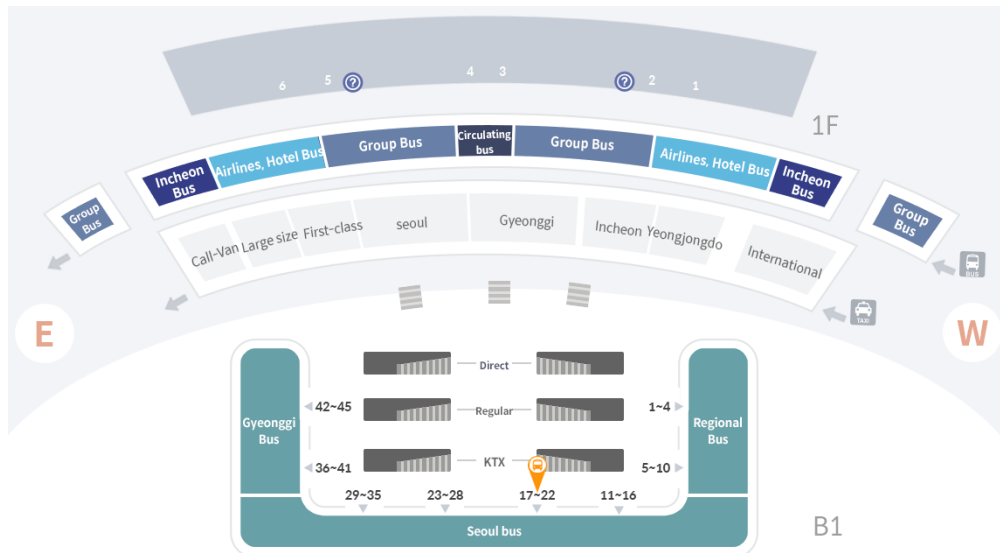 6
5
?
4
3
?
2
1
1F
Incheon
Bus
Airlines, Hotel Bus
Group Bus
Circulating
bus
Group Bus
Airlines, Hotel Bus
Incheon
Bus
Group
Bus
Group
Bus
Call-Van
Large size
First-class
seoul
Gyeonggi
Incheon
Yeongjongdo
International
BUS
TAXI
E
W
Direct
Regular
KTX
Gyeonggi
Bus
42~45
36~41
1~4
5~10
Regional
Bus
29~35
23~28
17~22
11~16
Seoul bus
B1